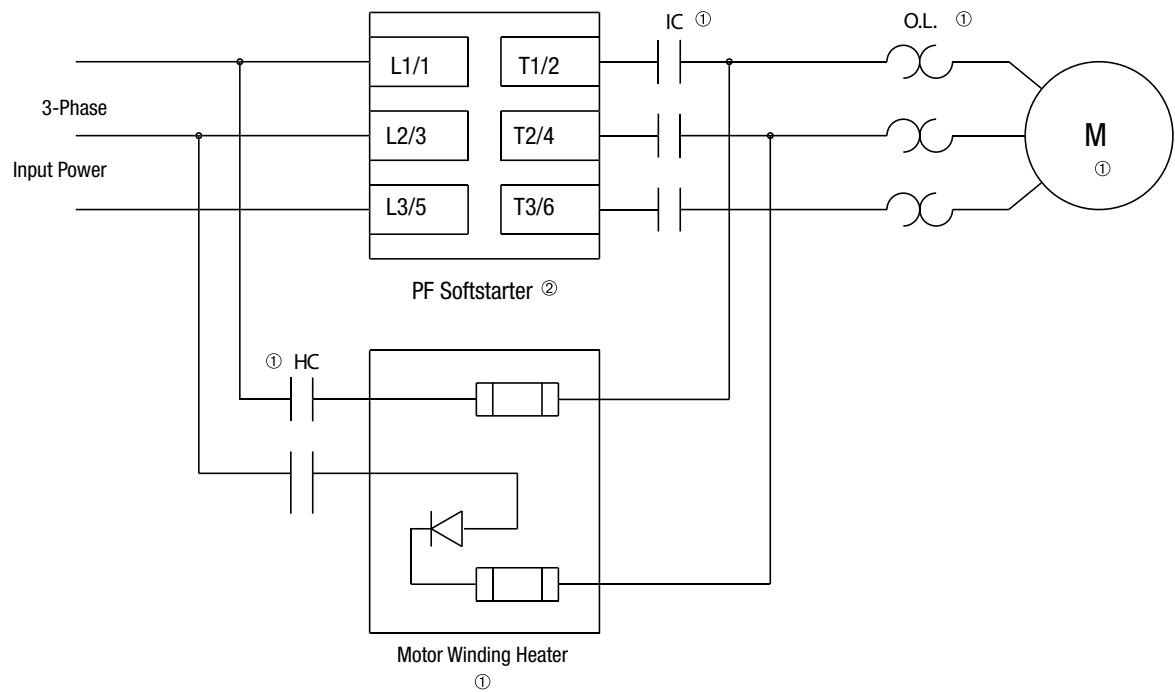 IC ①
O.L. ①
L1/1
T1/2
3-Phase
L2/3
T2/4
M
①
Input Power
L3/5
T3/6
PF Softstarter ②
① HC
Motor Winding Heater
①